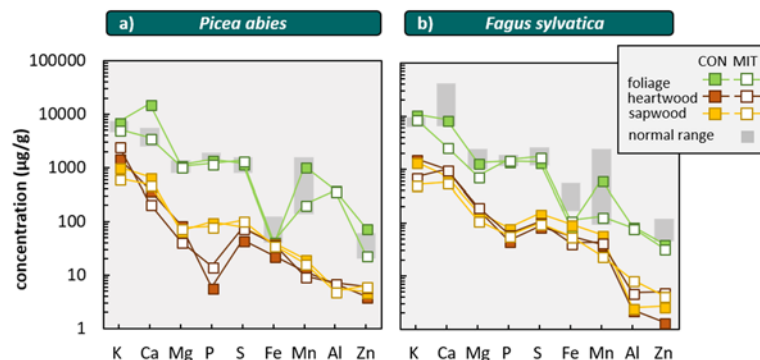 a) Picea abies
b) Fagus sylvatica
CON MIT
foliage
heartwood
sapwood
normal range
concentration (µg/g)
100000
10000
1000
100
10
1
K Ca Mg P S Fe Mn Al Zn
K Ca Mg P S Fe Mn Al Zn